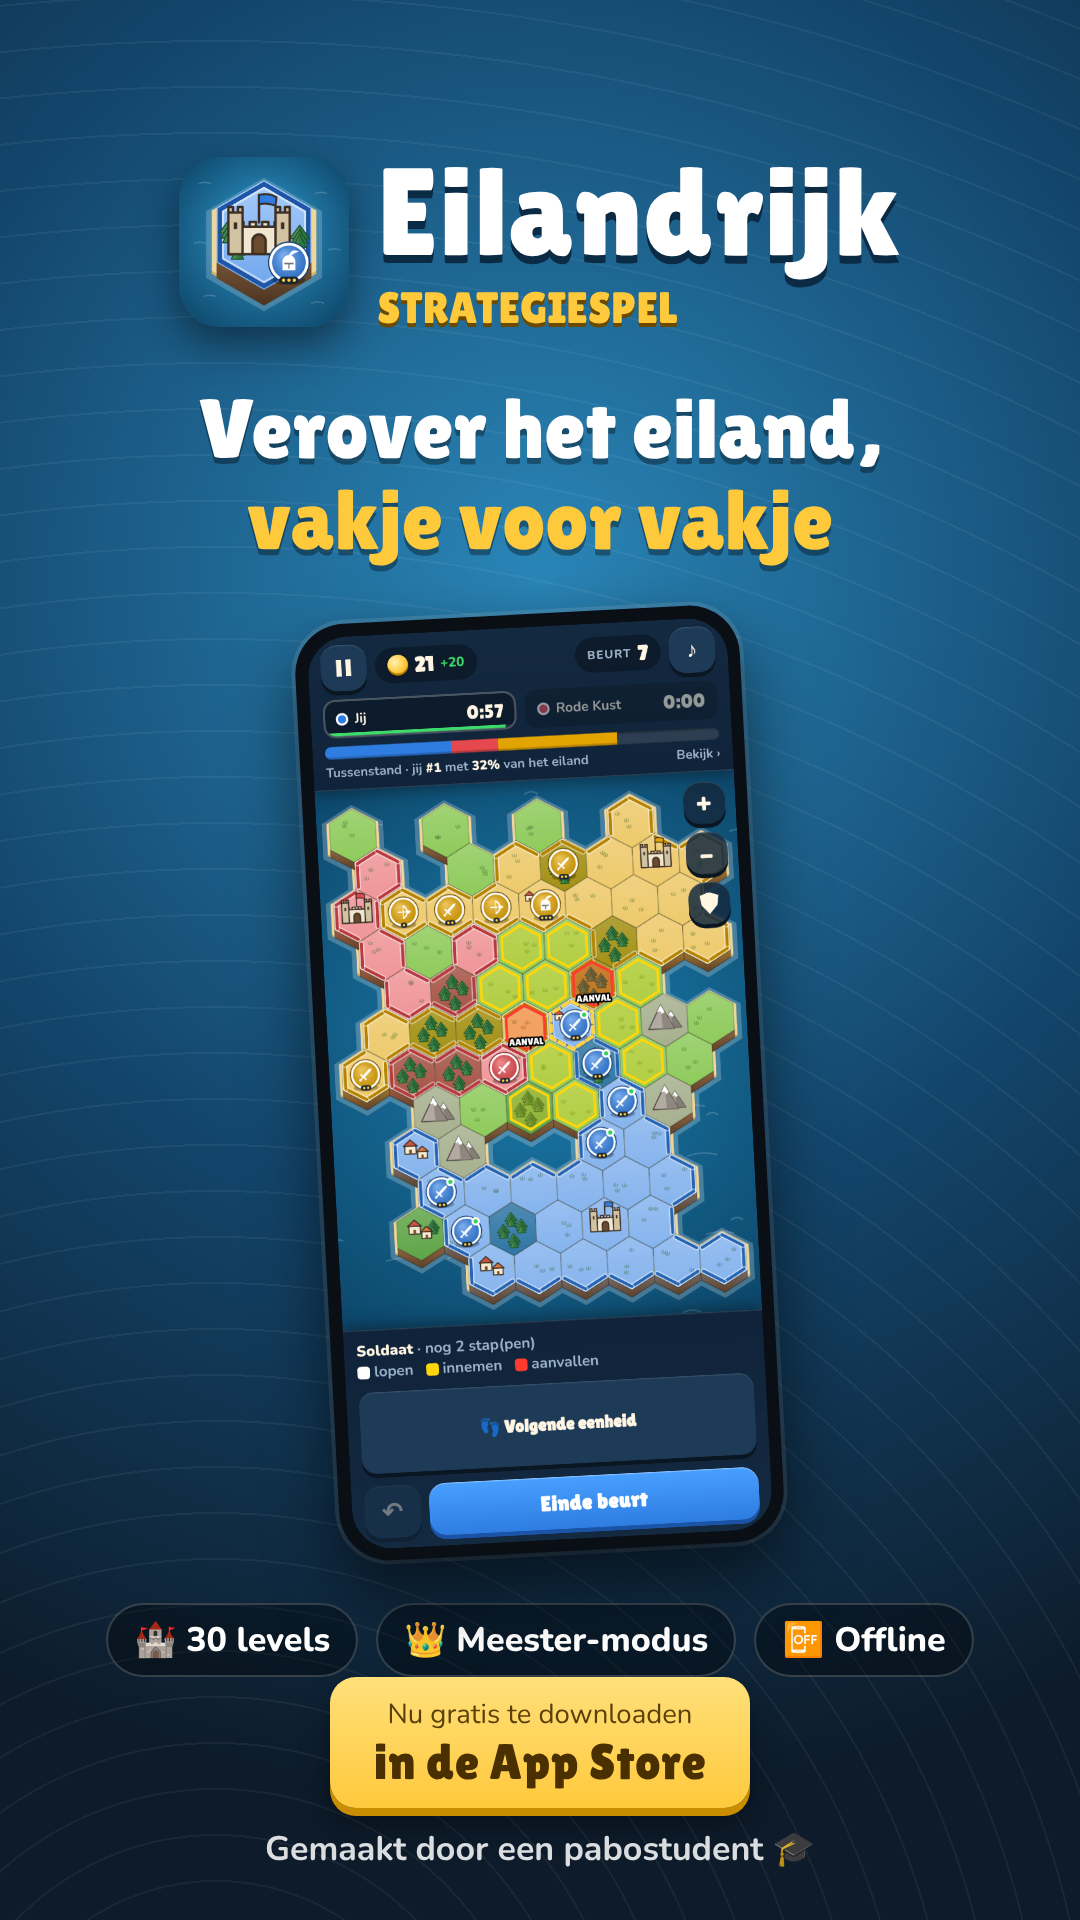 Eilandrijk
STRATEGIESPEL
Verover het eiland,
vakje voor vakje
21 +20
BEURT 7
Jij 0:57
Rode Kust 0:00
Tussenstand · jij #1 met 32% van het eiland
Bekijk ›
AANVAL
AANVAL
Soldaat · nog 2 stap(pen)
lopen innemen aanvallen
Volgende eenheid
Einde beurt
30 levels
Meester-modus
OFF Offline
Nu gratis te downloaden
in de App Store
Gemaakt door een pabostudent